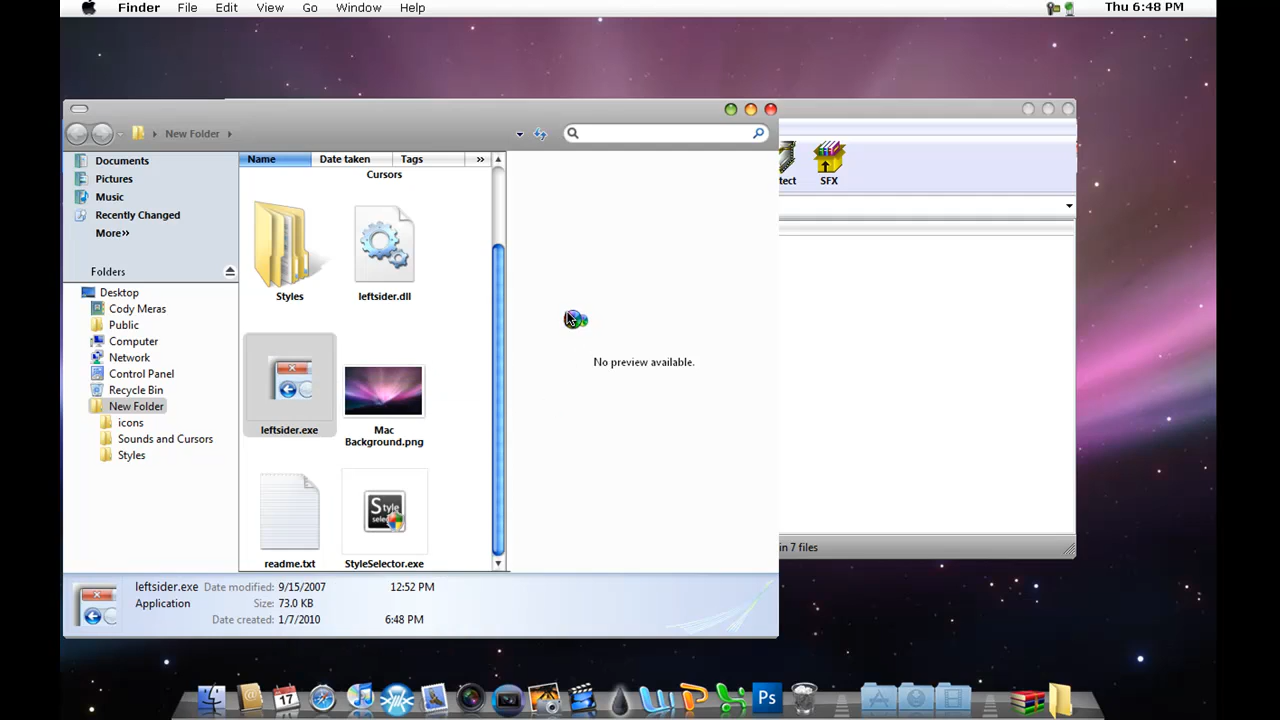 Finder File Edit View Go Window Help Thu 6:48 PM
New Folder
tect SFX
Documents
Pictures
Music
Recently Changed
More»
Folders
Desktop
Cody Meras
Public
Computer
Network
Control Panel
Recycle Bin
New Folder
icons
Sounds and Cursors
Styles
Name Date taken Tags »
Cursors
Styles leftsider.dll
leftsider.exe Mac
Background.png
Style
readme.txt StyleSelector.exe
No preview available.
in 7 files
leftsider.exe Date modified: 9/15/2007 12:52 PM
Application Size: 73.0 KB
Date created: 1/7/2010 6:48 PM
17 Ps